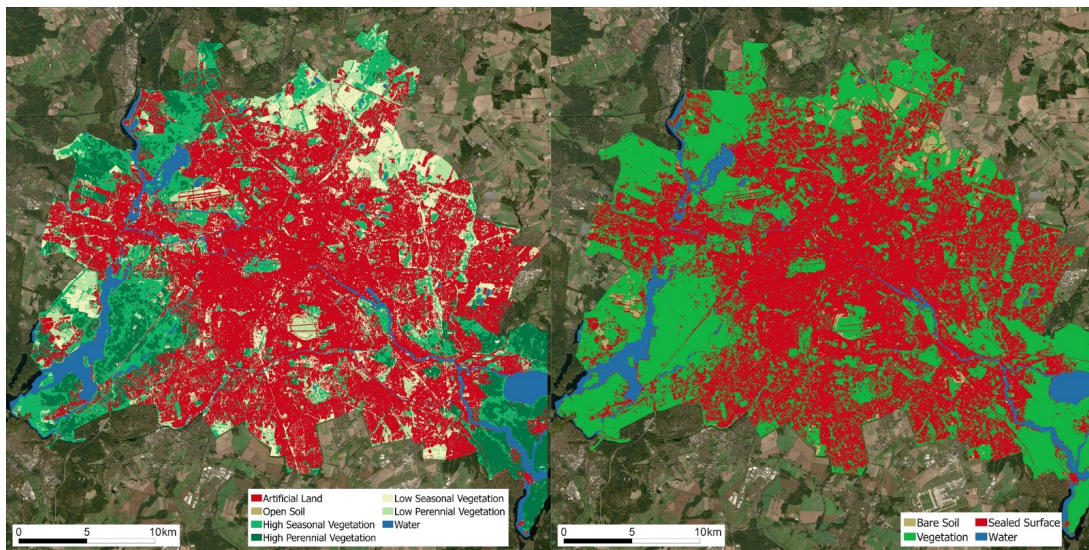 Artificial Land
Open Soil
High Seasonal Vegetation
High Perennial Vegetation
Low Seasonal Vegetation
Low Perennial Vegetation
Water
0 5 10km
Bare Soil
Vegetation
Sealed Surface
Water
0 5 10km